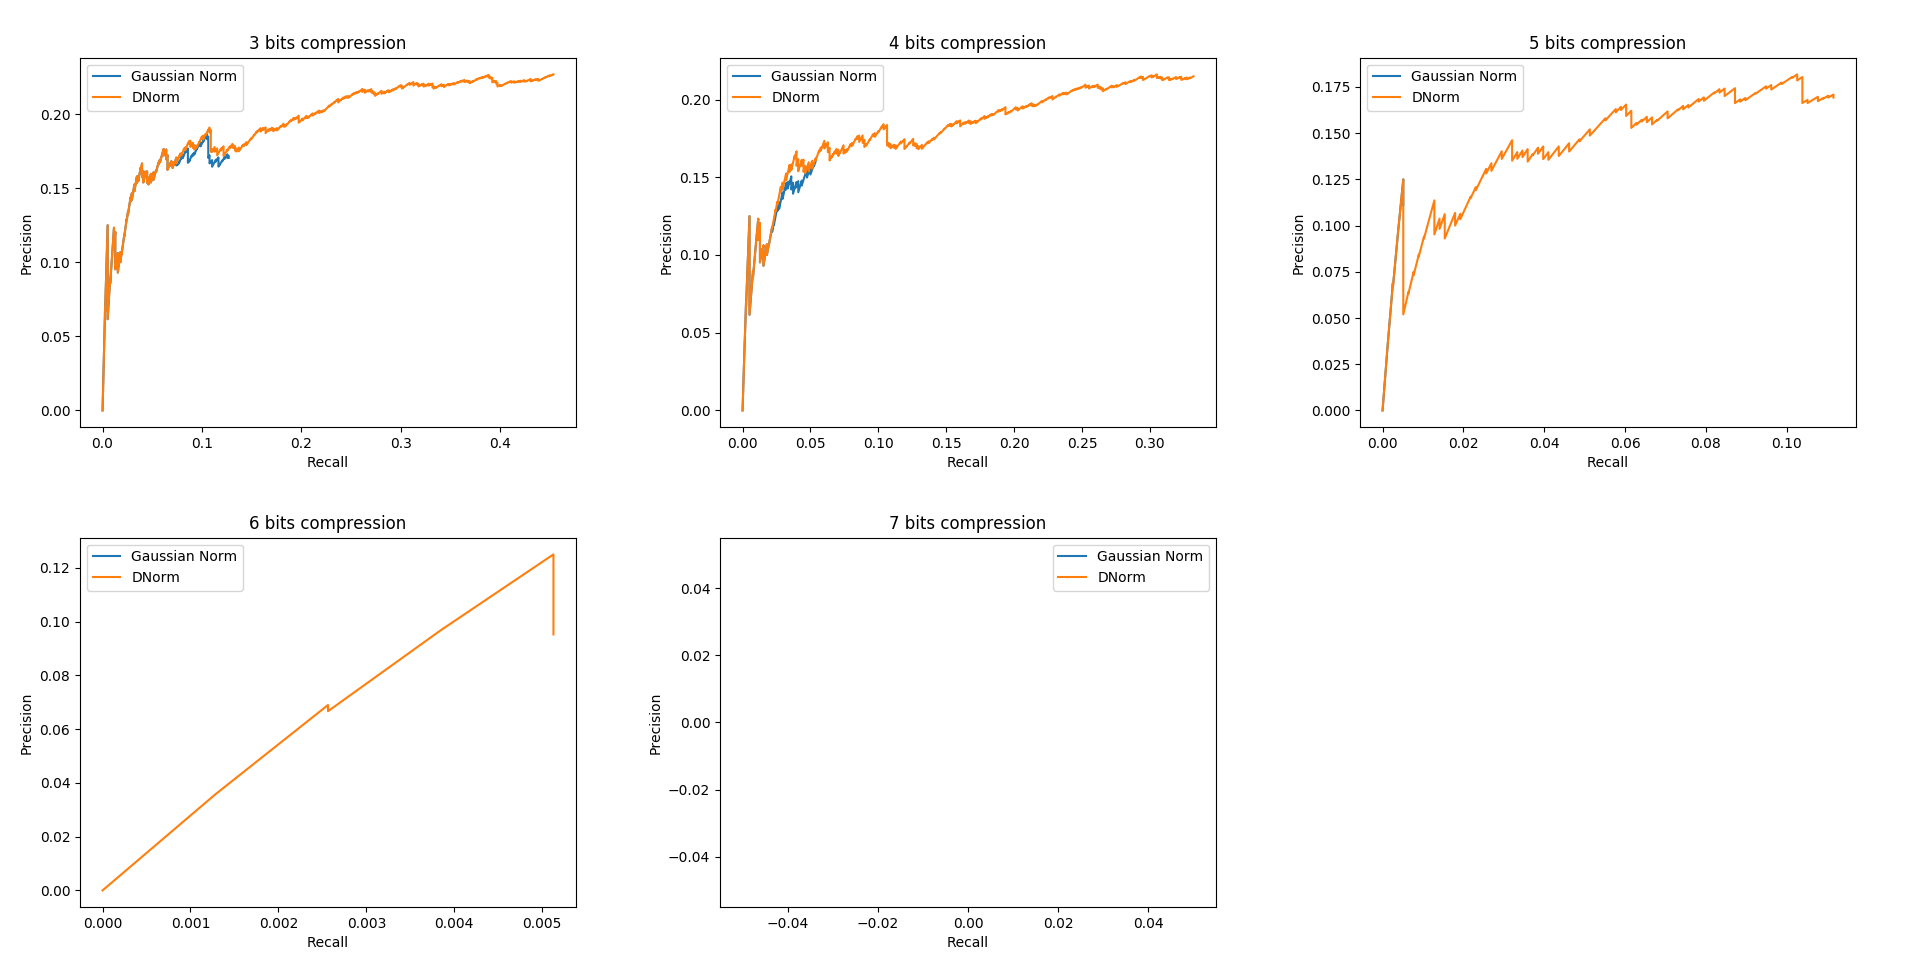 3 bits compression
Gaussian Norm
DNorm
0.20
0.15
0.10
0.05
0.00
Precision
0.0 0.1 0.2 0.3 0.4
Recall
4 bits compression
Gaussian Norm
DNorm
0.20
0.15
0.10
0.05
0.00
Precision
0.00 0.05 0.10 0.15 0.20 0.25 0.30
Recall
5 bits compression
Gaussian Norm
DNorm
0.175
0.150
0.125
0.100
0.075
0.050
0.025
0.000
Precision
0.00 0.02 0.04 0.06 0.08 0.10
Recall
6 bits compression
Gaussian Norm
DNorm
0.12
0.10
0.08
0.06
0.04
0.02
0.00
Precision
0.000 0.001 0.002 0.003 0.004 0.005
Recall
7 bits compression
Gaussian Norm
DNorm
0.04
0.02
0.00
−0.02
−0.04
Precision
−0.04 −0.02 0.00 0.02 0.04
Recall